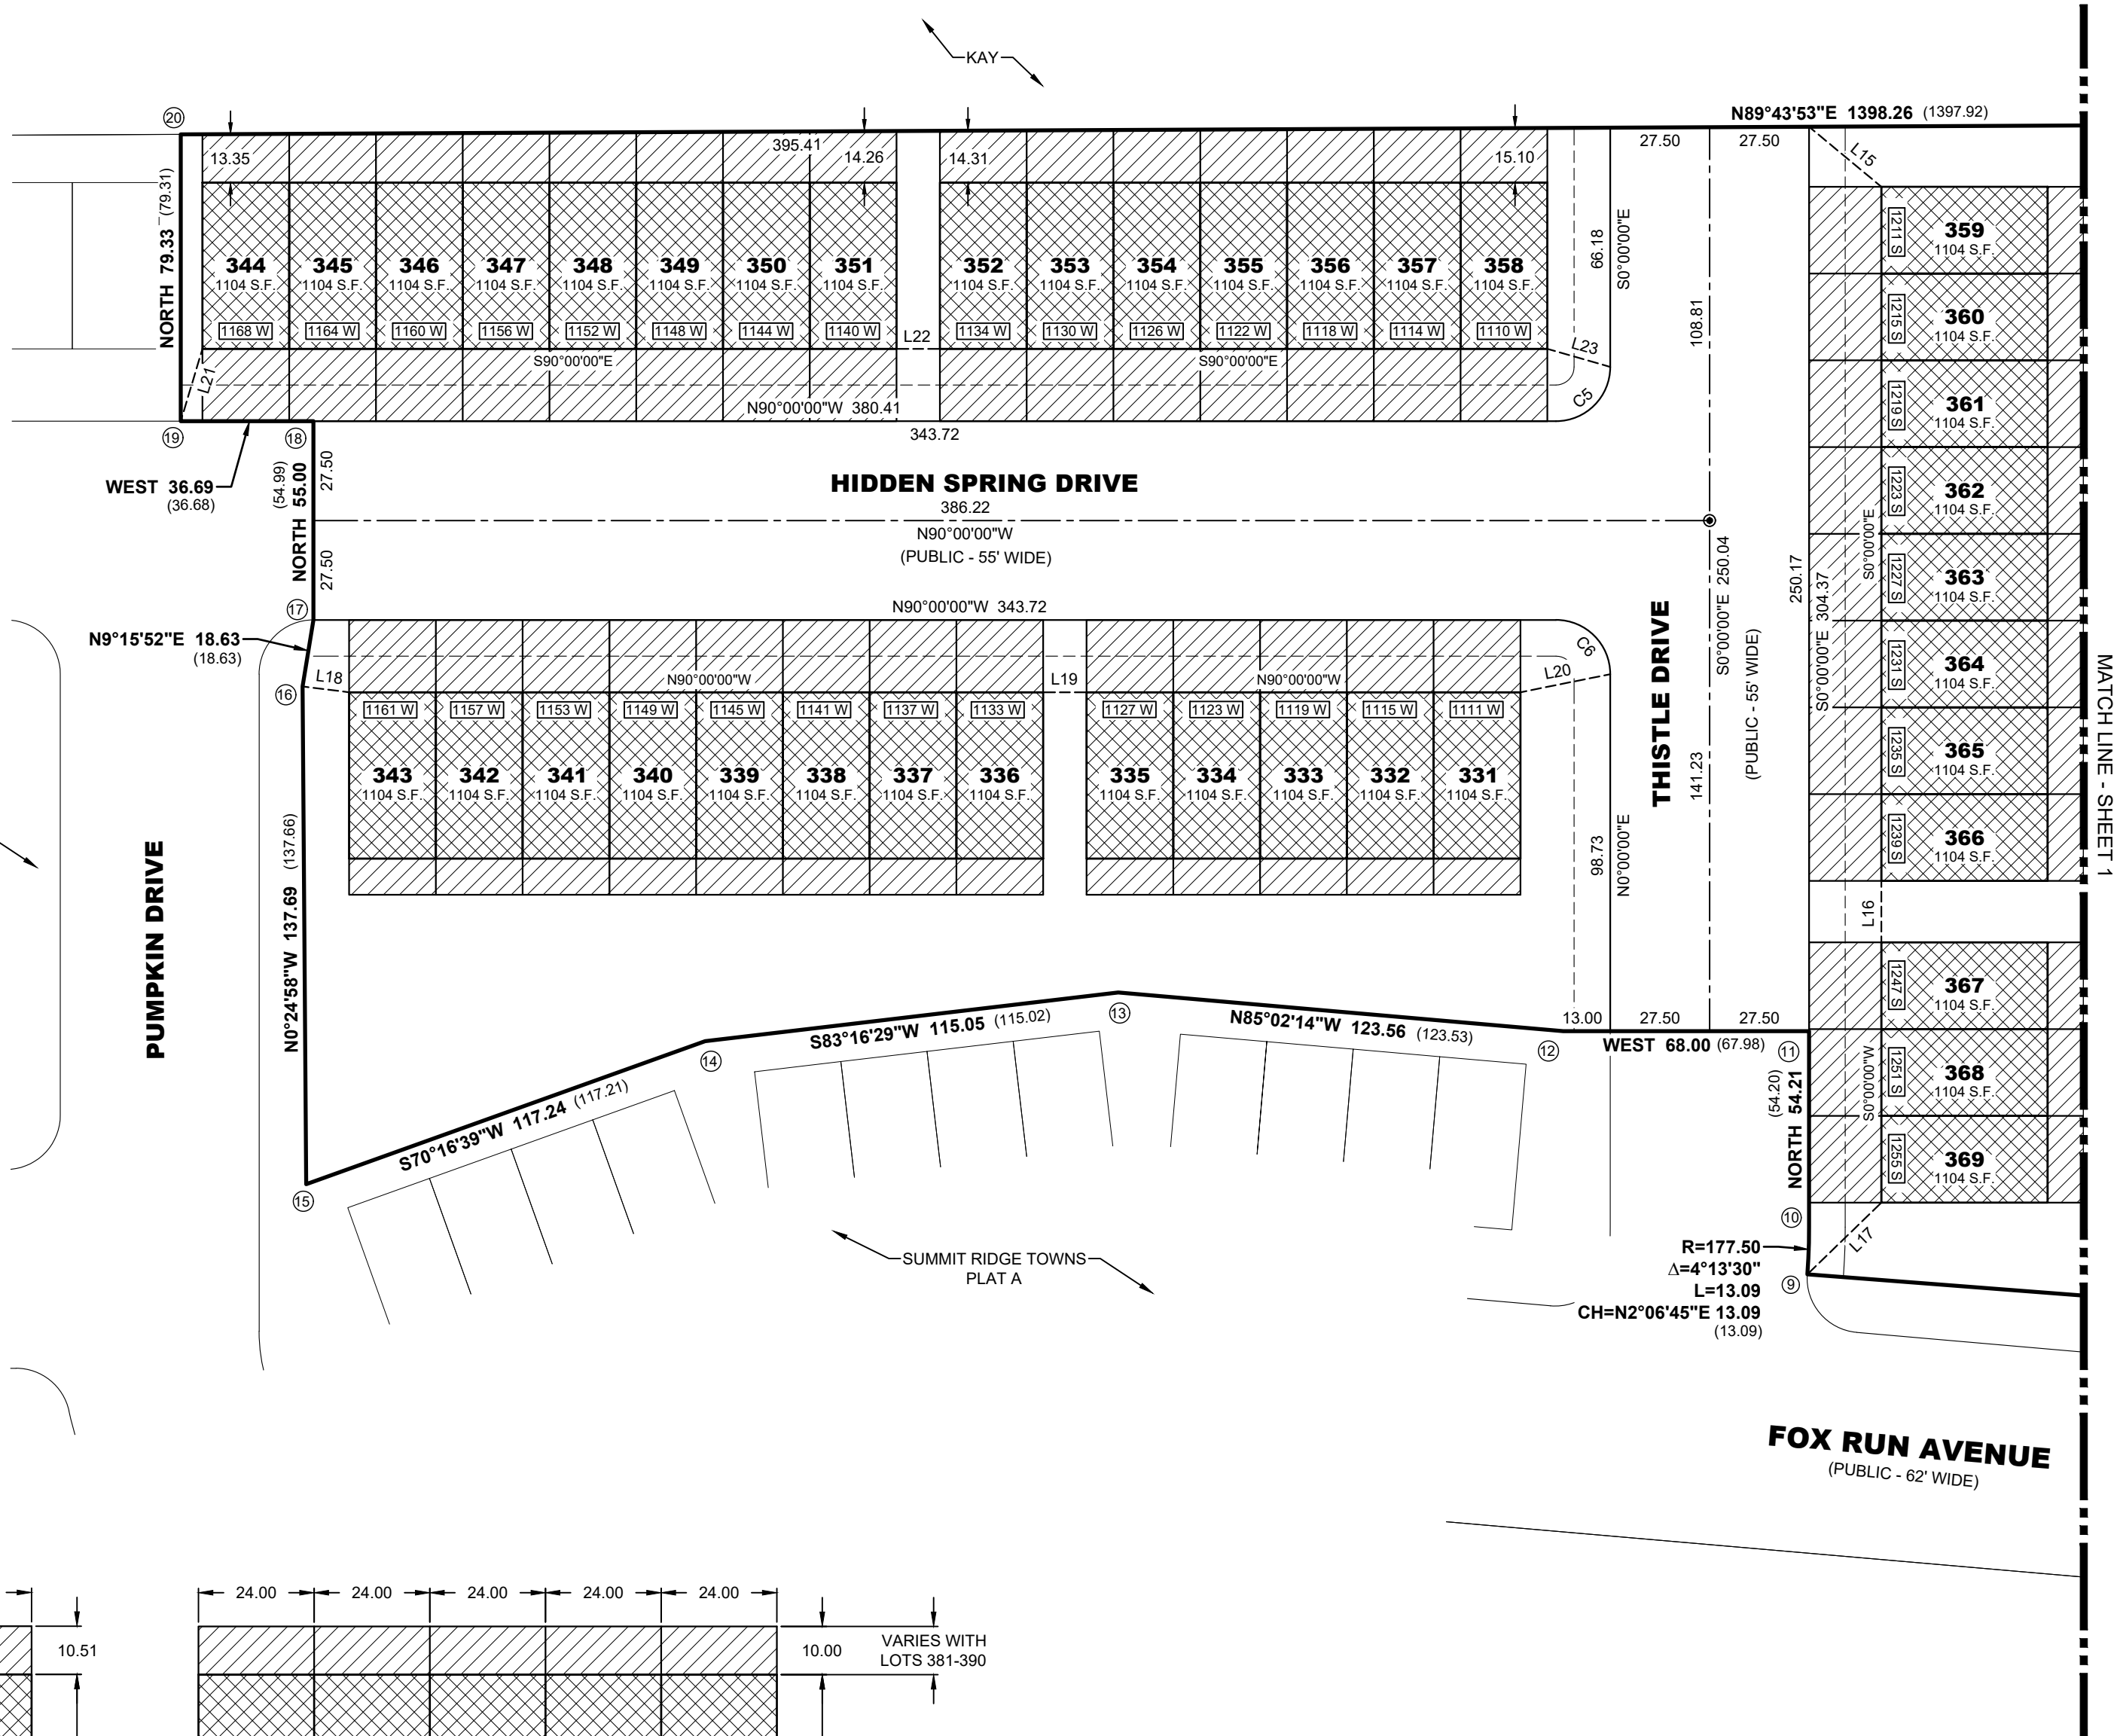 KAY
20
N89°43'53"E 1398.26 (1397.92)
13.35
395.41
14.26
14.31
15.10
27.50
27.50
L15
NORTH 79.33 (79.31)
344
1104 S.F.
1168 W
345
1104 S.F.
1164 W
346
1104 S.F.
1160 W
347
1104 S.F.
1156 W
348
1104 S.F.
1152 W
349
1104 S.F.
1148 W
350
1104 S.F.
1144 W
351
1104 S.F.
1140 W
L22
352
1104 S.F.
1134 W
353
1104 S.F.
1130 W
354
1104 S.F.
1126 W
355
1104 S.F.
1122 W
356
1104 S.F.
1118 W
357
1104 S.F.
1114 W
358
1104 S.F.
1110 W
66.18
S0°00'00"E
108.81
L23
C5
L21
S90°00'00"E
S90°00'00"E
N90°00'00"W 380.41
343.72
19
18
WEST 36.69
(36.68)
NORTH 55.00
(54.99)
27.50
27.50
HIDDEN SPRING DRIVE
386.22
N90°00'00"W
(PUBLIC - 55' WIDE)
17
N90°00'00"W 343.72
N9°15'52"E 18.63
(18.63)
16
L18
N90°00'00"W
L19
N90°00'00"W
L20
C6
1161 W
343
1104 S.F.
1157 W
342
1104 S.F.
1153 W
341
1104 S.F.
1149 W
340
1104 S.F.
1145 W
339
1104 S.F.
1141 W
338
1104 S.F.
1137 W
337
1104 S.F.
1133 W
336
1104 S.F.
1127 W
335
1104 S.F.
1123 W
334
1104 S.F.
1119 W
333
1104 S.F.
1115 W
332
1104 S.F.
1111 W
331
1104 S.F.
98.73
N0°00'00"E
THISTLE DRIVE
141.23
S0°00'00"E 250.04
(PUBLIC - 55' WIDE)
250.17
S0°00'00"E 304.37
S0°00'00"E
1211 S
359
1104 S.F.
1215 S
360
1104 S.F.
1219 S
361
1104 S.F.
1223 S
362
1104 S.F.
1227 S
363
1104 S.F.
1231 S
364
1104 S.F.
1235 S
365
1104 S.F.
1239 S
366
1104 S.F.
L16
1247 S
367
1104 S.F.
1251 S
368
1104 S.F.
1255 S
369
1104 S.F.
S0°00'00"W
L17
MATCH LINE - SHEET 1
PUMPKIN DRIVE
N0°24'58"W 137.69 (137.66)
15
S70°16'39"W 117.24 (117.21)
14
S83°16'29"W 115.05 (115.02)
13
N85°02'14"W 123.56 (123.53)
12
13.00
27.50
27.50
WEST 68.00 (67.98)
11
NORTH 54.21
(54.20)
10
R=177.50
Δ=4°13'30"
L=13.09
CH=N2°06'45"E 13.09
(13.09)
9
SUMMIT RIDGE TOWNS
PLAT A
FOX RUN AVENUE
(PUBLIC - 62' WIDE)
24.00
24.00
24.00
24.00
24.00
10.51
10.00
VARIES WITH
LOTS 381-390